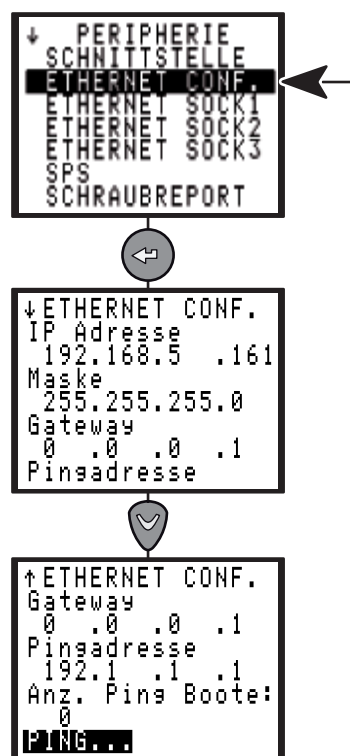 ↓ PERIPHERIE
SCHNITTSTELLE
ETHERNET CONF.
ETHERNET SOCK1
ETHERNET SOCK2
ETHERNET SOCK3
SPS
SCHRAUBREPORT
↓ETHERNET CONF.
IP Adresse
192.168.5 .161
Maske
255.255.255.0
Gateway
0 .0 .0 .1
Pingadresse
↑ETHERNET CONF.
Gateway
0 .0 .0 .1
Pingadresse
192.1 .1 .1
Anz. Ping Boote:
0
PING...